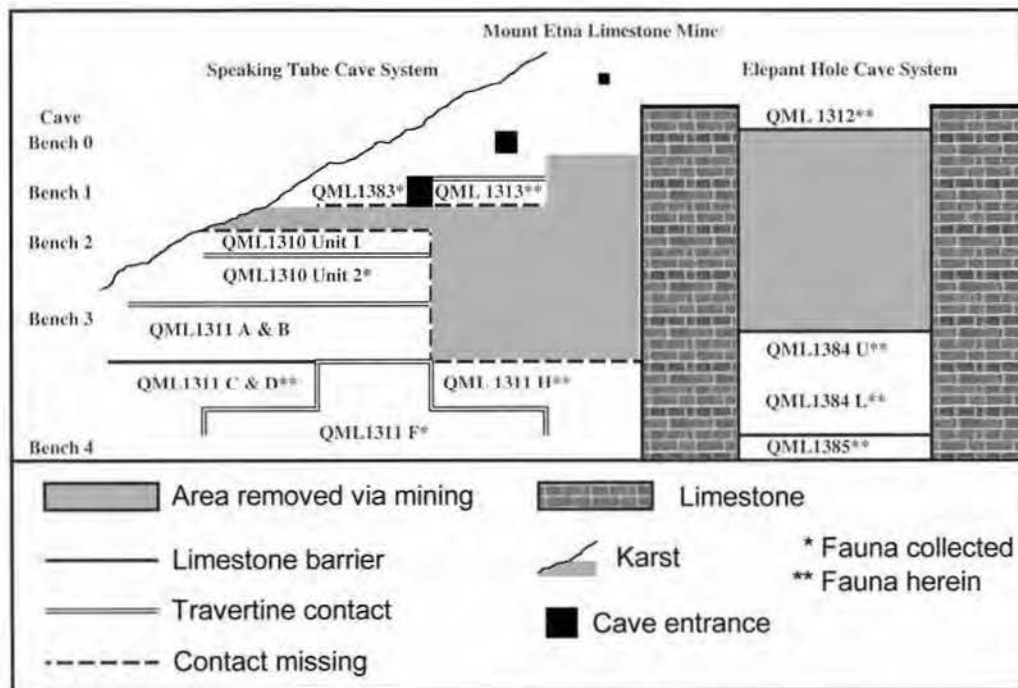 Mount Etna Limestone Mine
Speaking Tube Cave System
Elepant Hole Cave System
Cave
Bench 0
QML 1312**
Bench 1
QML1383*
QML 1313**
Bench 2
QML1310 Unit 1
QML1310 Unit 2*
Bench 3
QML1311 A & B
QML1384 U**
QML1311 C & D**
QML 1311 H**
QML1384 L**
QML1311 F*
Bench 4
QML1385**
Area removed via mining
Limestone
Limestone barrier
Karst
* Fauna collected
** Fauna herein
Travertine contact
Cave entrance
Contact missing